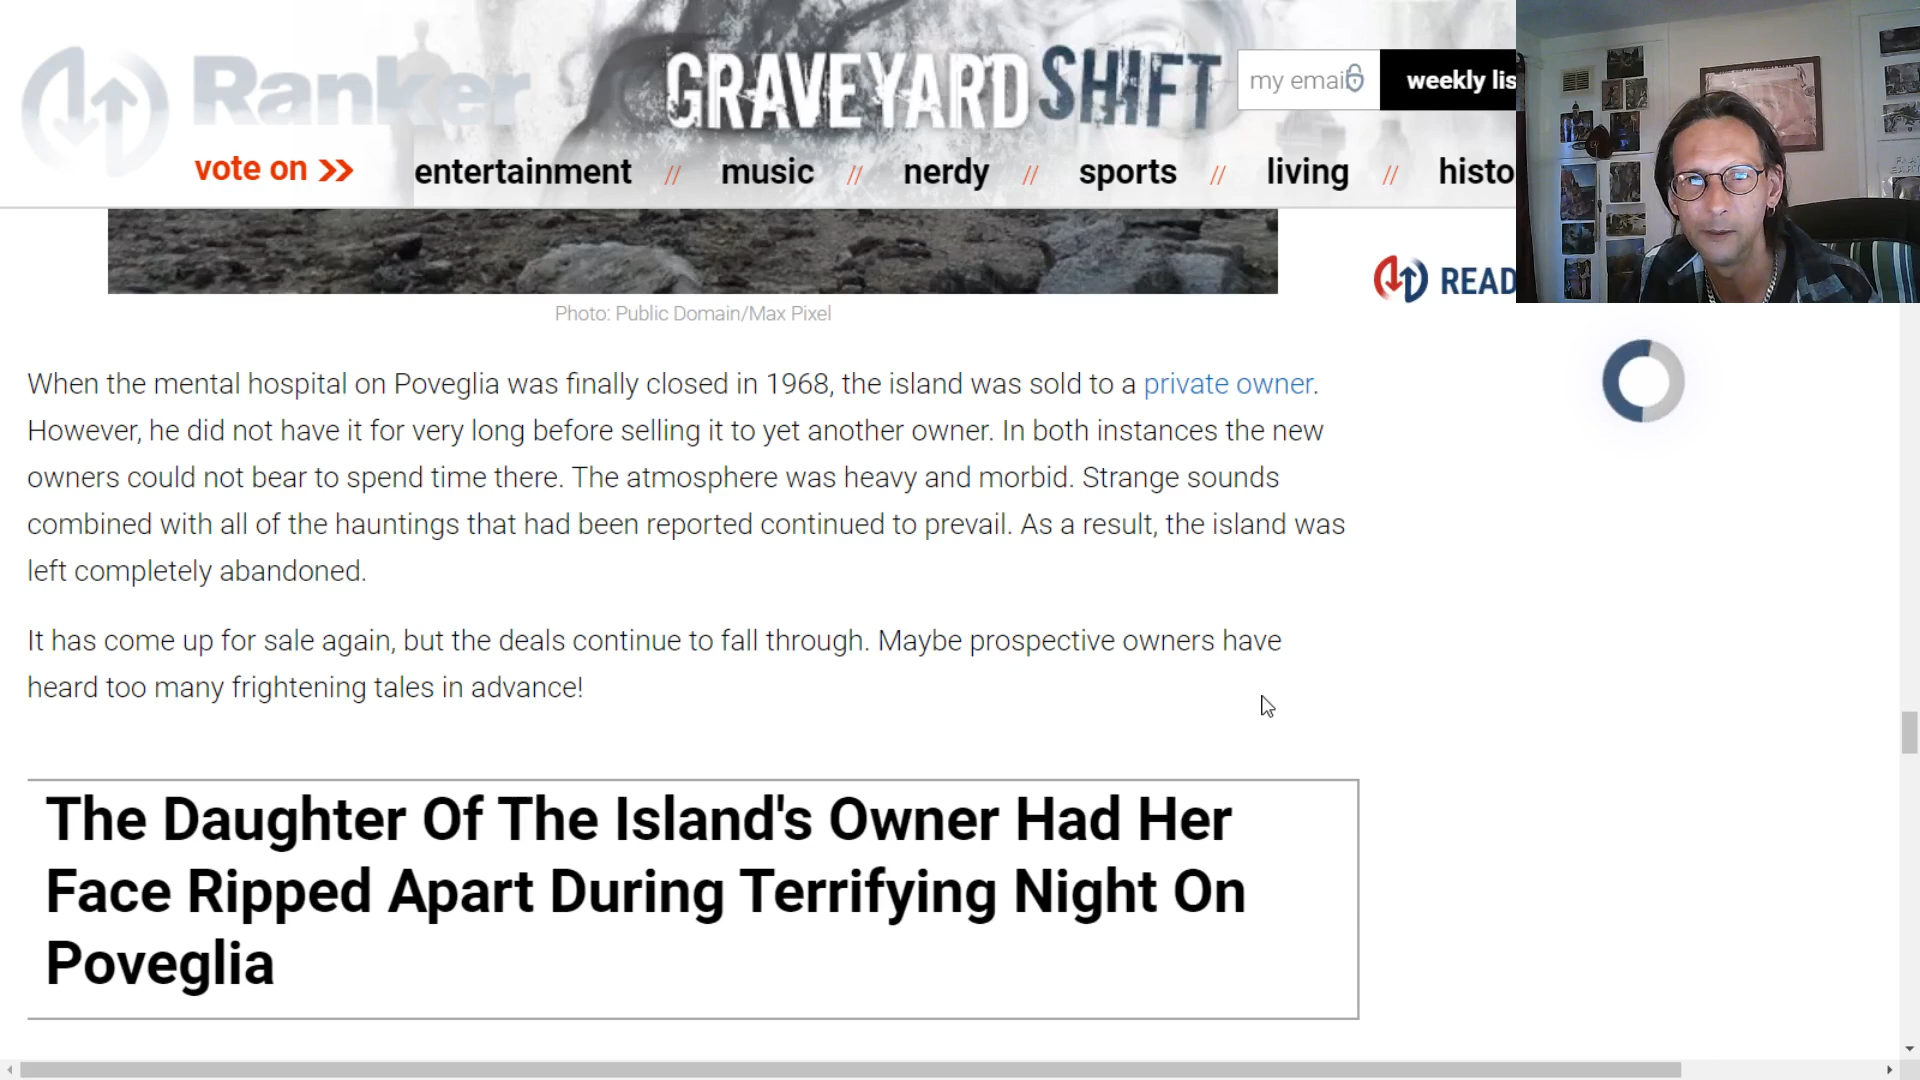 Ranker
GRAVEYARD SHIFT
my email
weekly lis
vote on >>
entertainment // music // nerdy // sports // living // histo
READ
Photo: Public Domain/Max Pixel
When the mental hospital on Poveglia was finally closed in 1968, the island was sold to a private owner.
However, he did not have it for very long before selling it to yet another owner. In both instances the new
owners could not bear to spend time there. The atmosphere was heavy and morbid. Strange sounds
combined with all of the hauntings that had been reported continued to prevail. As a result, the island was
left completely abandoned.
It has come up for sale again, but the deals continue to fall through. Maybe prospective owners have
heard too many frightening tales in advance!
The Daughter Of The Island's Owner Had Her
Face Ripped Apart During Terrifying Night On
Poveglia